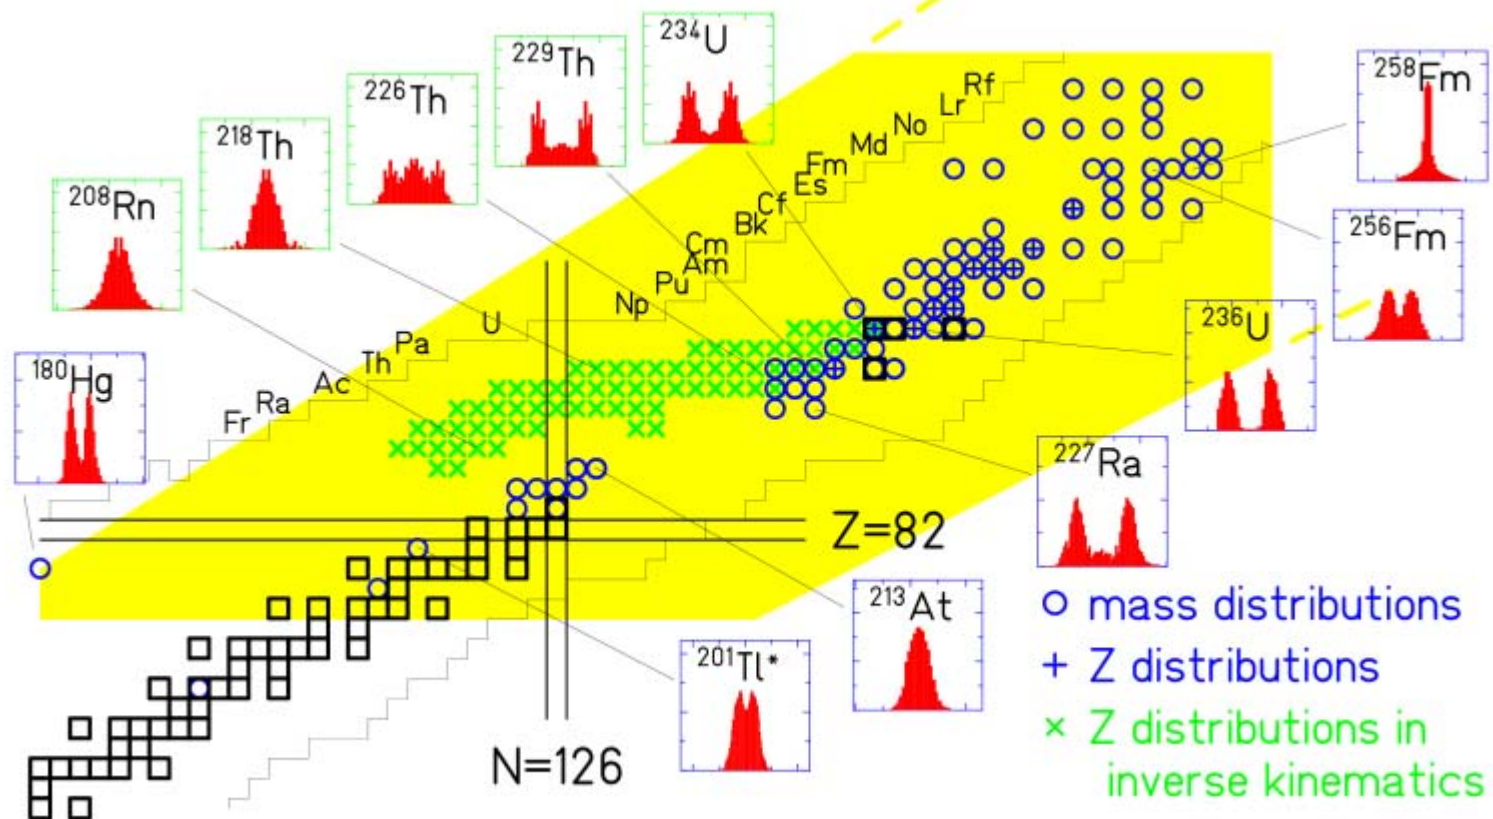 ²³⁴U
²²⁹Th
²²⁶Th
²¹⁸Th
²⁰⁸Rn
¹⁸⁰Hg
²⁵⁸Fm
²⁵⁶Fm
²³⁶U
²²⁷Ra
²¹³At
²⁰¹Tl*
Rf
Lr
No
Md
Fm
Es
Cf
Bk
Cm
Am
Pu
Np
U
Pa
Th
Ac
Ra
Fr
Z=82
N=126
○ mass distributions
+ Z distributions
× Z distributions in
inverse kinematics